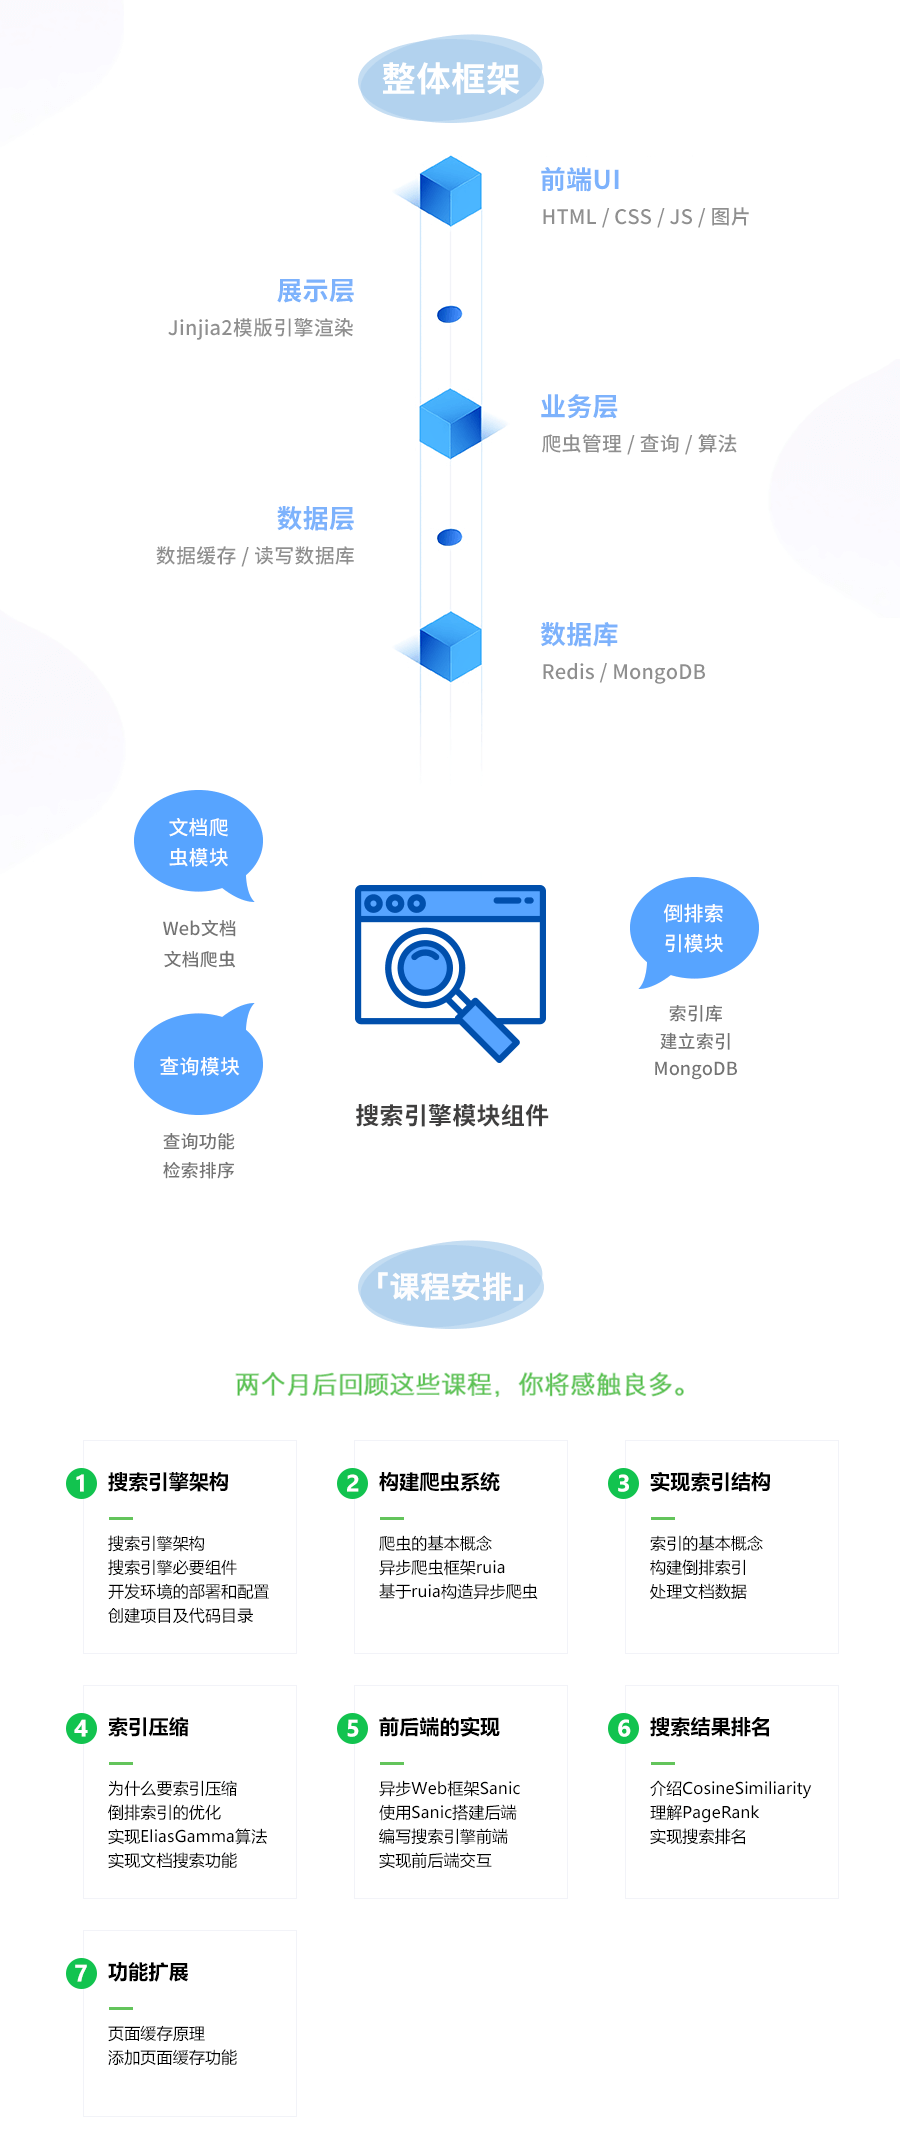 整体框架
前端UI
HTML / CSS / JS / 图片
展示层
Jinjia2模版引擎渲染
业务层
爬虫管理 / 查询 / 算法
数据层
数据缓存 / 读写数据库
数据库
Redis / MongoDB
文档爬
虫模块
Web文档
文档爬虫
倒排索
引模块
索引库
建立索引
MongoDB
查询模块
查询功能
检索排序
搜索引擎模块组件
「课程安排」
两个月后回顾这些课程，你将感触良多。
1 搜索引擎架构
搜索引擎架构
搜索引擎必要组件
开发环境的部署和配置
创建项目及代码目录
2 构建爬虫系统
爬虫的基本概念
异步爬虫框架ruia
基于ruia构造异步爬虫
3 实现索引结构
索引的基本概念
构建倒排索引
处理文档数据
4 索引压缩
为什么要索引压缩
倒排索引的优化
实现EliasGamma算法
实现文档搜索功能
5 前后端的实现
异步Web框架Sanic
使用Sanic搭建后端
编写搜索引擎前端
实现前后端交互
6 搜索结果排名
介绍CosineSimiliarity
理解PageRank
实现搜索排名
7 功能扩展
页面缓存原理
添加页面缓存功能